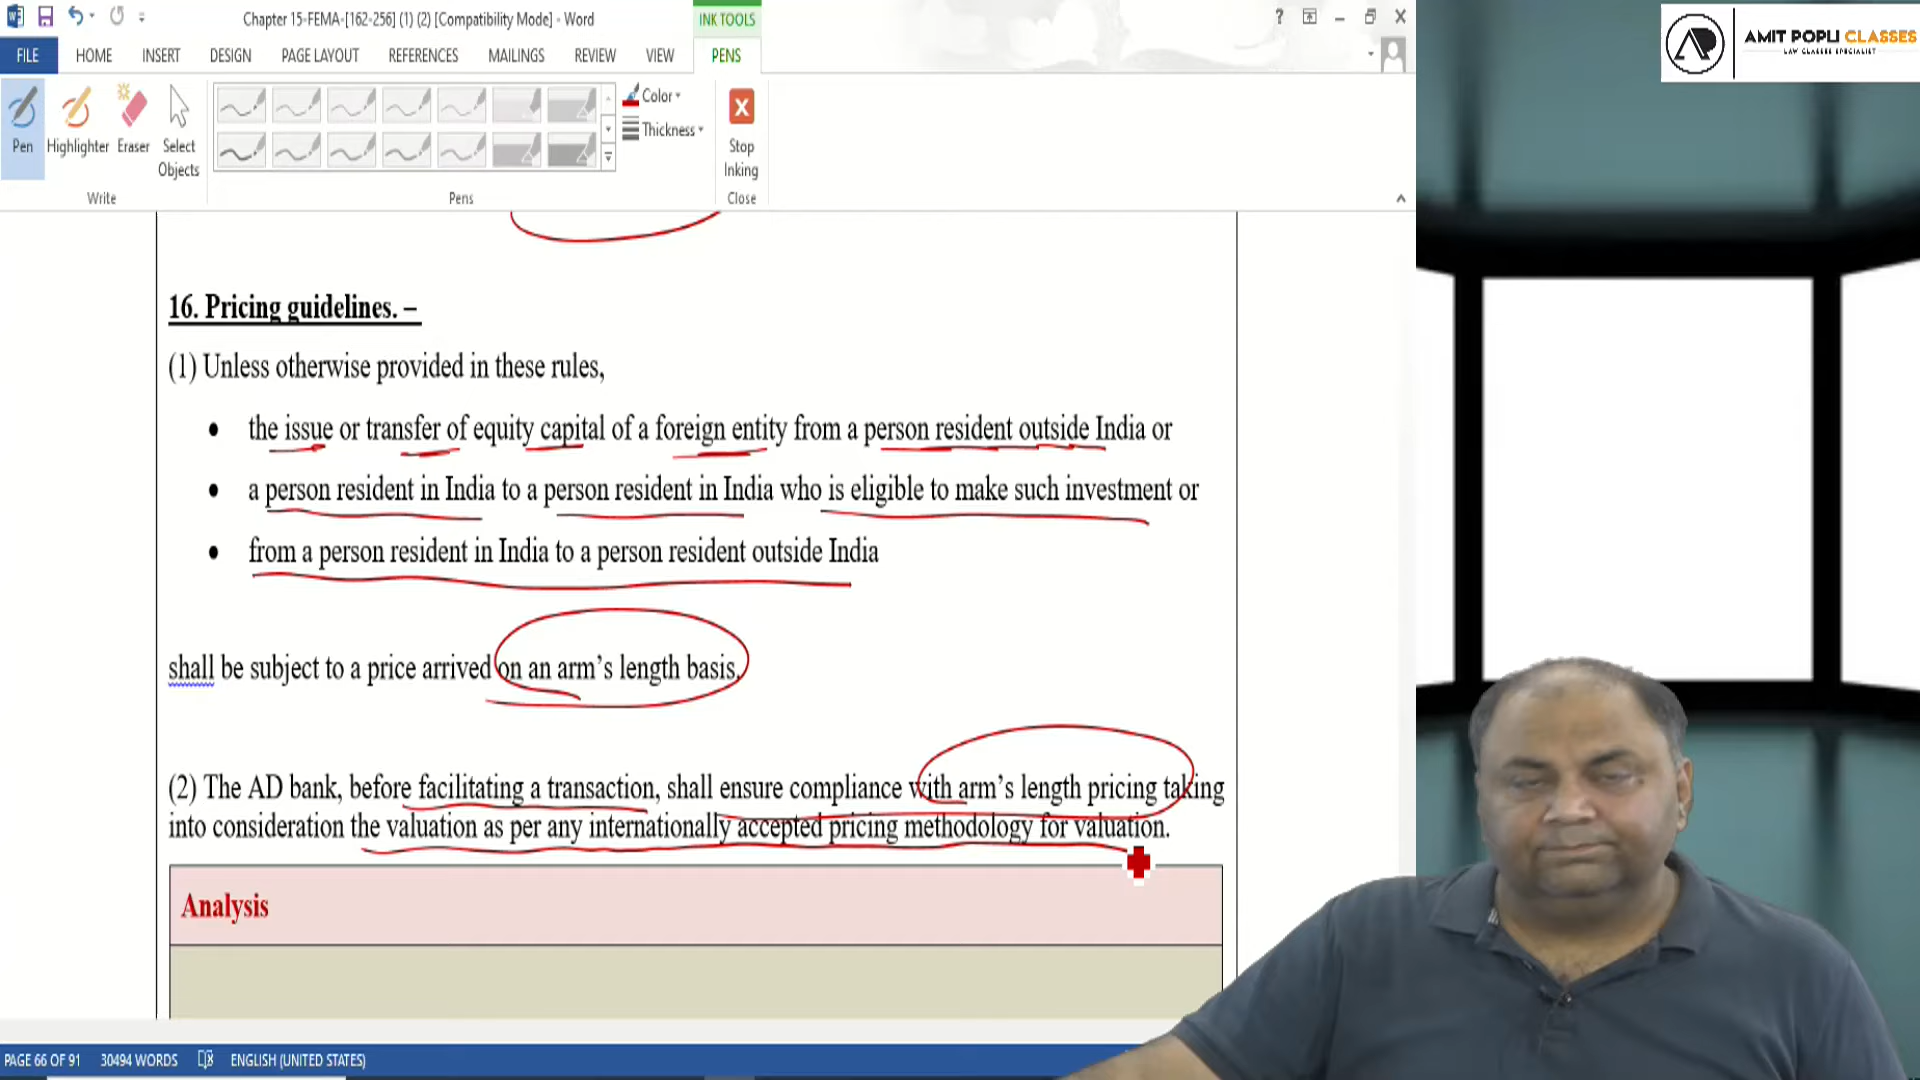 Chapter 15-FEMA-[162-256] (1) (2) [Compatibility Mode] - Word
INK TOOLS
?
AMIT POPLI CLASSES
LAW CLASSES SPECIALIST
FILE HOME INSERT DESIGN PAGE LAYOUT REFERENCES MAILINGS REVIEW VIEW PENS
Color
Thickness
Pen Highlighter Eraser Select Objects
Stop Inking
Write Pens Close
16. Pricing guidelines. –
(1) Unless otherwise provided in these rules,
• the issue or transfer of equity capital of a foreign entity from a person resident outside India or
• a person resident in India to a person resident in India who is eligible to make such investment or
• from a person resident in India to a person resident outside India
shall be subject to a price arrived on an arm’s length basis.
(2) The AD bank, before facilitating a transaction, shall ensure compliance with arm’s length pricing taking
into consideration the valuation as per any internationally accepted pricing methodology for valuation.
Analysis
PAGE 66 OF 91 30494 WORDS ENGLISH (UNITED STATES)